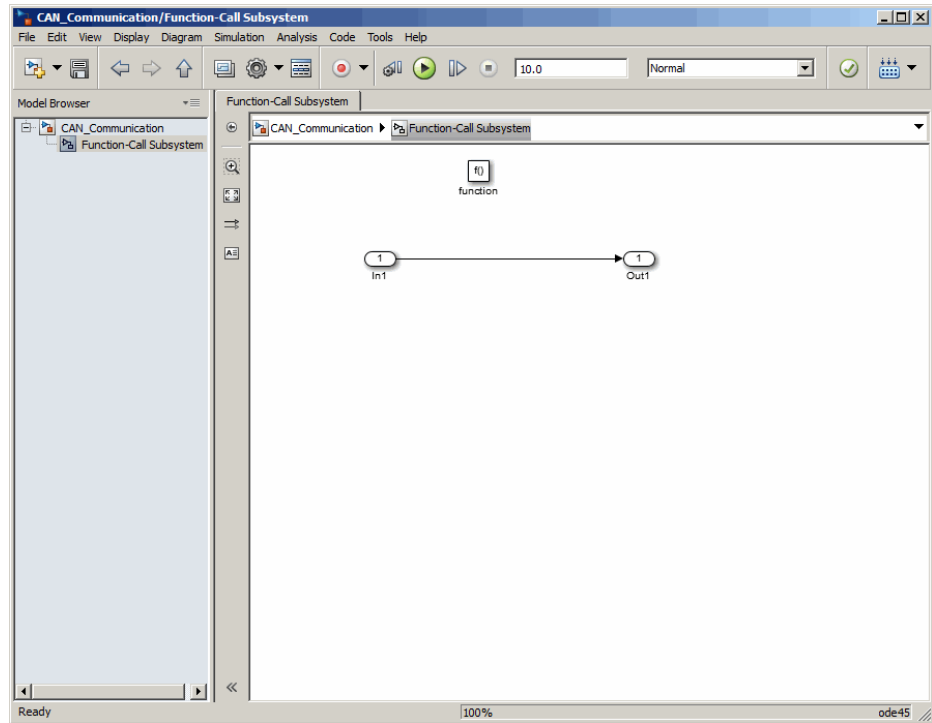 CAN_Communication/Function-Call Subsystem
File Edit View Display Diagram Simulation Analysis Code Tools Help
10.0 Normal
Model Browser
Function-Call Subsystem
CAN_Communication
Function-Call Subsystem
CAN_Communication Function-Call Subsystem
f()
function
1
In1
1
Out1
Ready 100% ode45